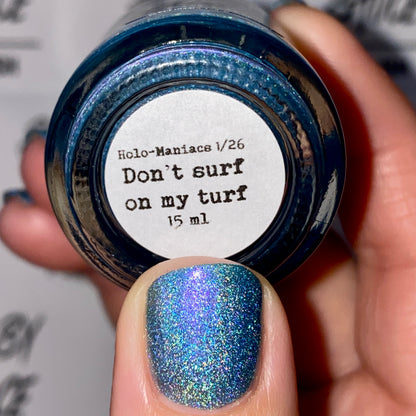 Holo-Maniacs 1/26
Don't surf
on my turf
15 ml